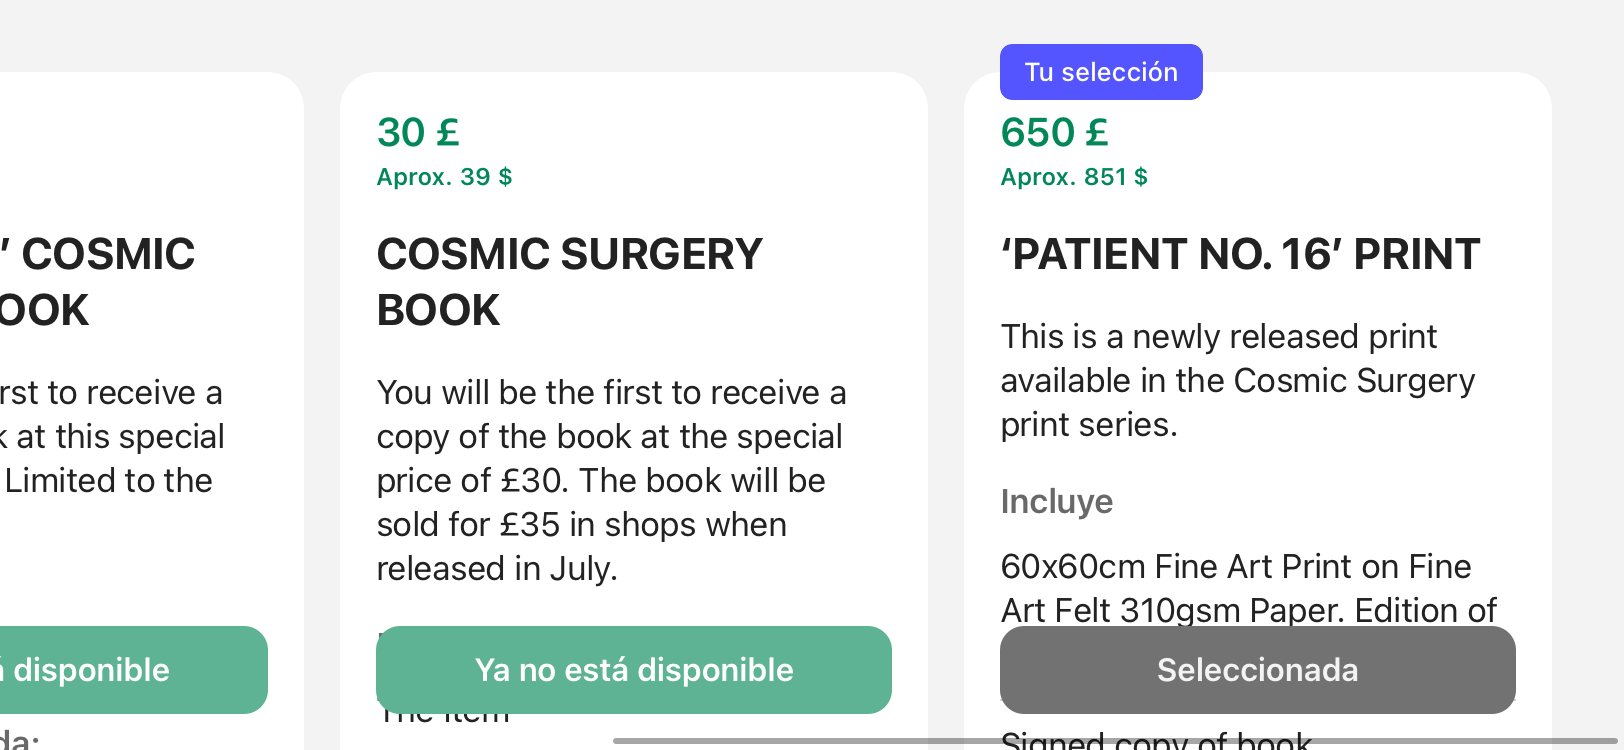 ’ COSMIC
OOK
rst to receive a
k at this special
Limited to the
á disponible
da:
30 £
Aprox. 39 $
COSMIC SURGERY
BOOK
You will be the first to receive a
copy of the book at the special
price of £30. The book will be
sold for £35 in shops when
released in July.
Ya no está disponible
The item
Tu selección
650 £
Aprox. 851 $
‘PATIENT NO. 16’ PRINT
This is a newly released print
available in the Cosmic Surgery
print series.
Incluye
60x60cm Fine Art Print on Fine
Art Felt 310gsm Paper. Edition of
Seleccionada
Signed copy of book